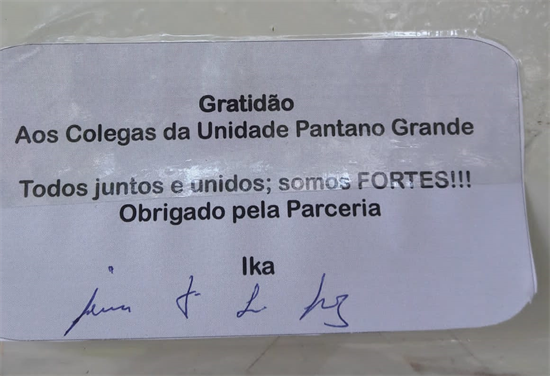 Gratidão
Aos Colegas da Unidade Pantano Grande
Todos juntos e unidos; somos FORTES!!!
Obrigado pela Parceria
Ika